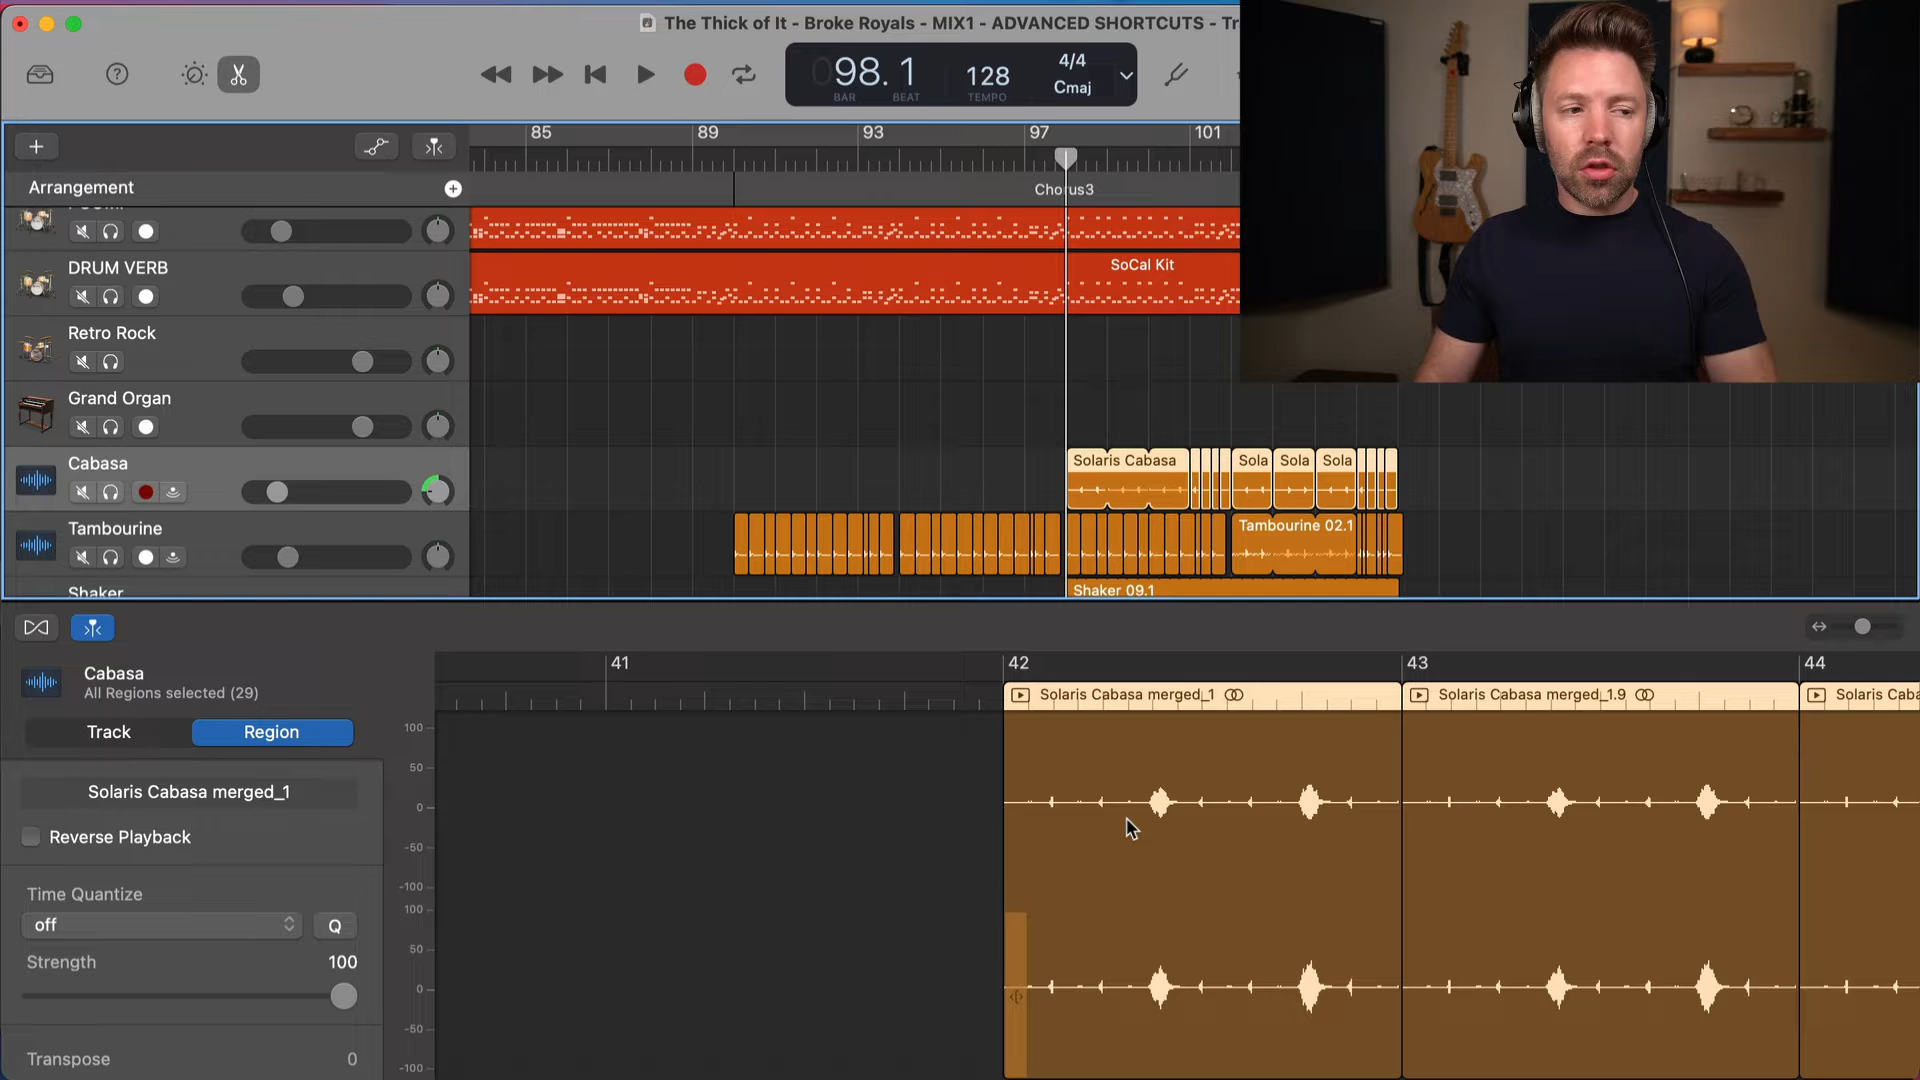 The Thick of It - Broke Royals - MIX1 - ADVANCED SHORTCUTS - Tr
098. 1
BAR BEAT
128
TEMPO
4/4
Cmaj
85 89 93 97 101
Arrangement
Chorus3
DRUM VERB
SoCal Kit
Retro Rock
Grand Organ
Cabasa
Solaris Cabasa Sola Sola Sola
Tambourine
Tambourine 02.1
Shaker
Shaker 09.1
Cabasa
All Regions selected (29)
41 42 43 44
Solaris Cabasa merged_1 Solaris Cabasa merged_1.9 Solaris Caba
Track Region
Solaris Cabasa merged_1
Reverse Playback
Time Quantize
off Q
Strength 100
Transpose 0
100
50
0
-50
-100
100
50
0
-50
-100